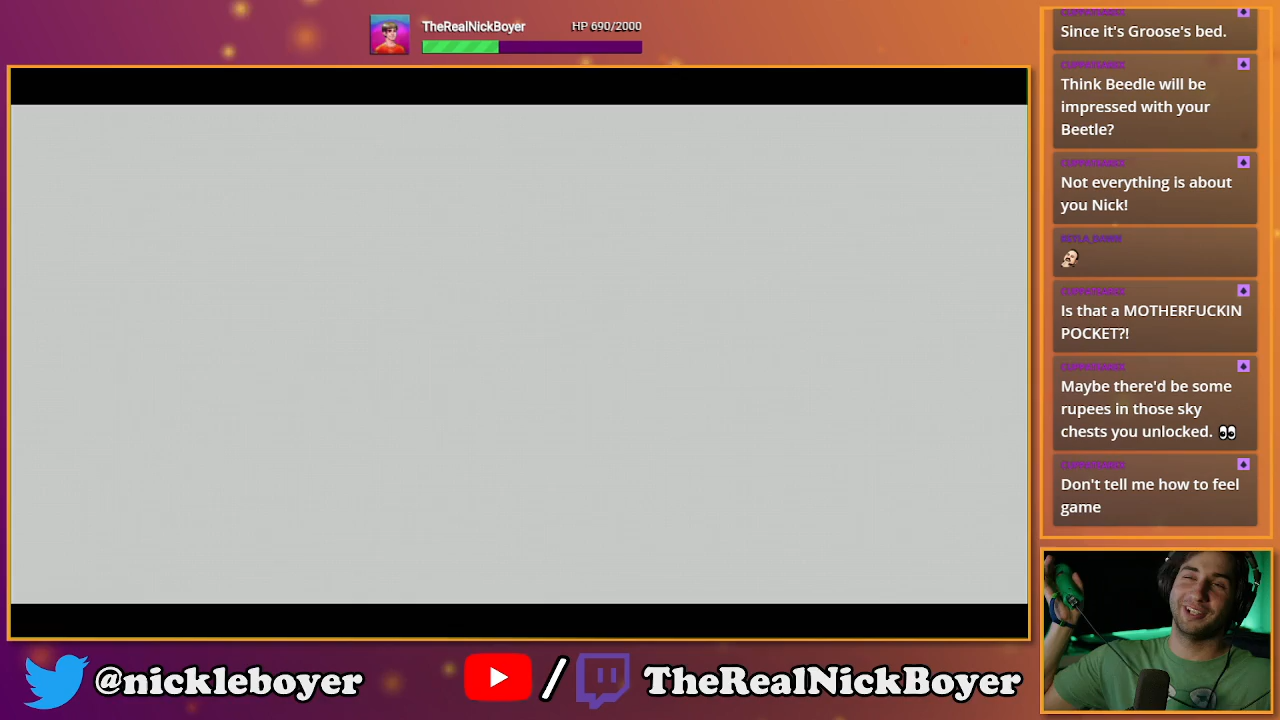 TheRealNickBoyer
HP 690/2000
Since it's Groose's bed.
Think Beedle will be
impressed with your
Beetle?
Not everything is about
you Nick!
Is that a MOTHERFUCKIN
POCKET?!
Maybe there'd be some
rupees in those sky
chests you unlocked. 👀
Don't tell me how to feel
game
@nickleboyer
/
TheRealNickBoyer